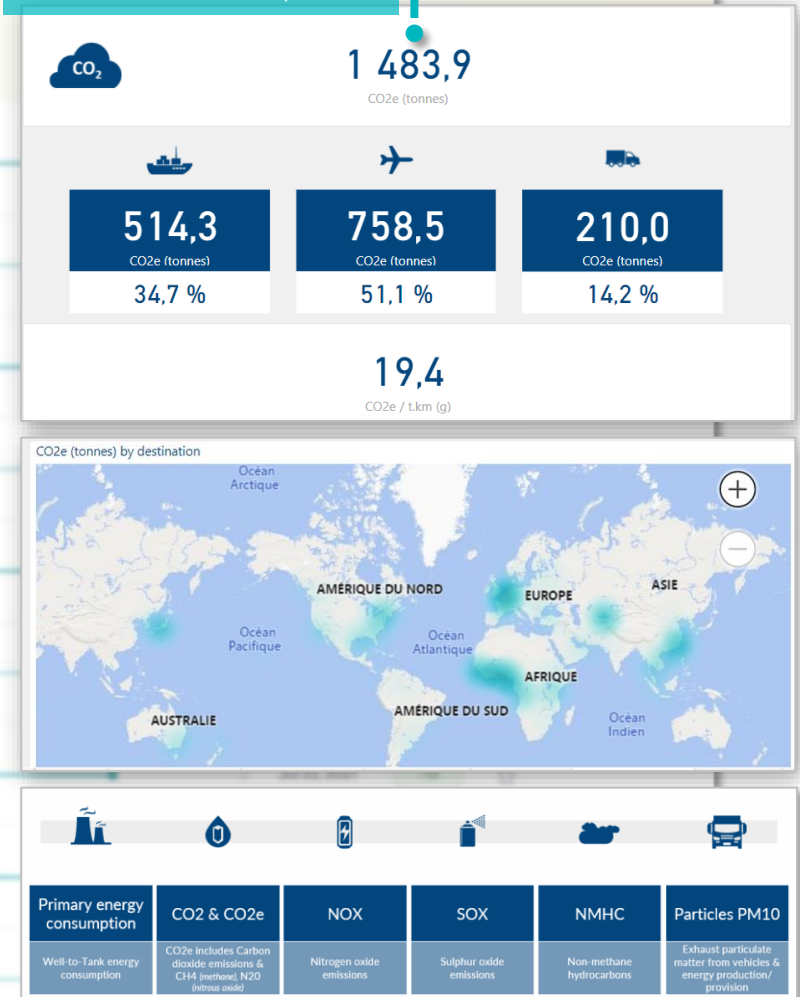 CO2
1 483,9
CO2e (tonnes)
514,3
CO2e (tonnes)
34,7 %
758,5
CO2e (tonnes)
51,1 %
210,0
CO2e (tonnes)
14,2 %
19,4
CO2e / t.km (g)
CO2e (tonnes) by destination
Océan
Arctique
AMÉRIQUE DU NORD
EUROPE
ASIE
Océan
Pacifique
Océan
Atlantique
AFRIQUE
AMÉRIQUE DU SUD
AUSTRALIE
Océan
Indien
Primary energy
consumption
Well-to-Tank energy
consumption
CO2 & CO2e
CO2e includes Carbon
dioxide emissions &
CH4 (methane), N20
(nitrous oxide)
NOX
Nitrogen oxide
emissions
SOX
Sulphur oxide
emissions
NMHC
Non-methane
hydrocarbons
Particles PM10
Exhaust particulate
matter from vehicles &
energy production/
provision